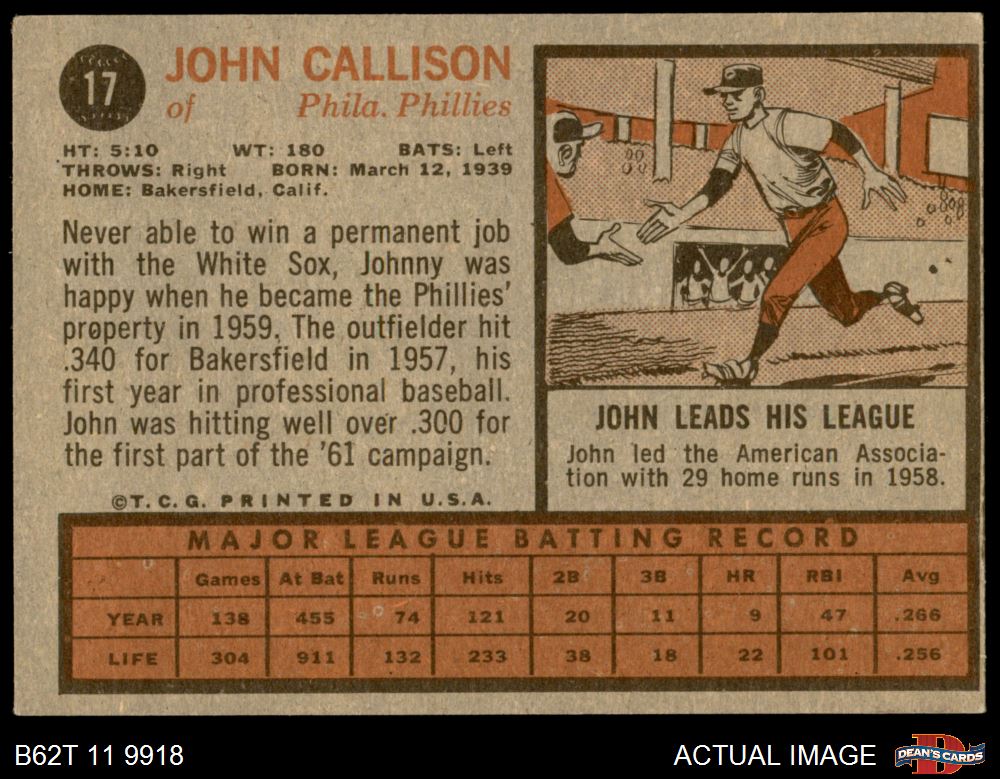 17
JOHN CALLISON
of Phila. Phillies
HT: 5:10 WT: 180 BATS: Left
THROWS: Right BORN: March 12, 1939
HOME: Bakersfield, Calif.
Never able to win a permanent job
with the White Sox, Johnny was
happy when he became the Phillies'
property in 1959. The outfielder hit
.340 for Bakersfield in 1957, his
first year in professional baseball.
John was hitting well over .300 for
the first part of the '61 campaign.
©T.C.G. PRINTED IN U.S.A.
JOHN LEADS HIS LEAGUE
John led the American Associa-
tion with 29 home runs in 1958.
MAJOR LEAGUE BATTING RECORD
Games At Bat Runs Hits 2B 3B HR RBI Avg
YEAR 138 455 74 121 20 11 9 47 .266
LIFE 304 911 132 233 38 18 22 101 .256
B62T 11 9918 ACTUAL IMAGE DEAN'S CARDS